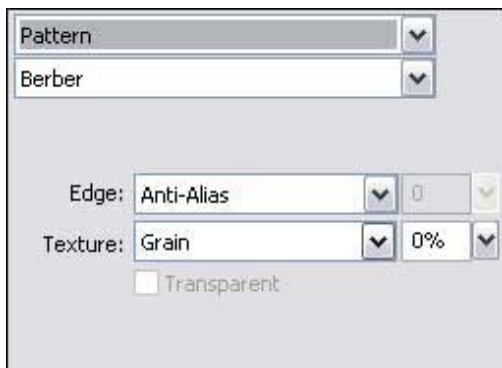 Pattern
Berber
Edge: Anti-Alias 0
Texture: Grain 0%
Transparent